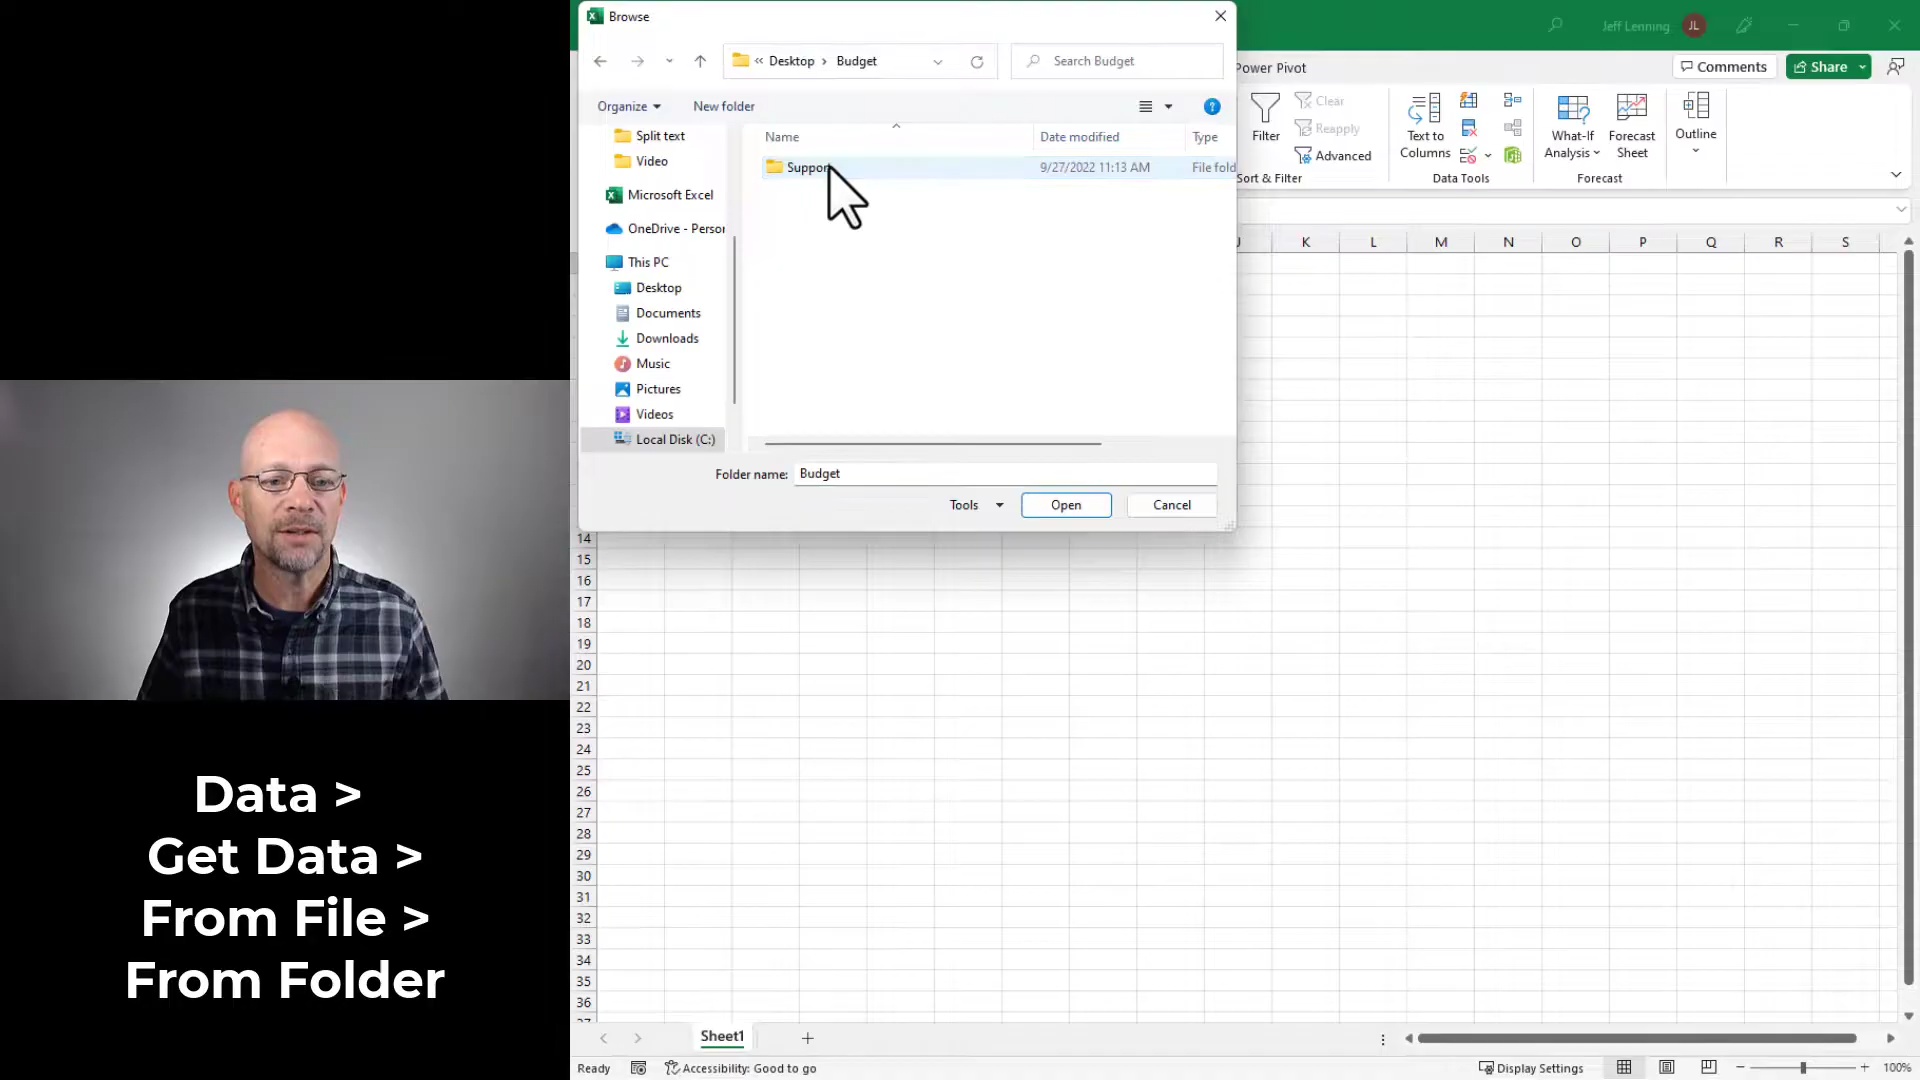 Browse
Desktop › Budget
Search Budget
Organize
New folder
Split text
Video
Microsoft Excel
OneDrive - Person
This PC
Desktop
Documents
Downloads
Music
Pictures
Videos
Local Disk (C:)
Name
Date modified
Type
Support
9/27/2022 11:13 AM
File fold
Folder name: Budget
Tools
Open
Cancel
Jeff Lenning JL
Power Pivot
Comments
Share
Filter
Clear
Reapply
Advanced
Sort & Filter
Text to
Columns
Data Tools
What-If
Analysis
Forecast
Sheet
Forecast
Outline
J K L M N O P Q R S
14
15
16
17
18
19
20
21
22
23
24
25
26
27
28
29
30
31
32
33
34
35
36
37
Sheet1
Ready
Accessibility: Good to go
Display Settings
100%
Data >
Get Data >
From File >
From Folder